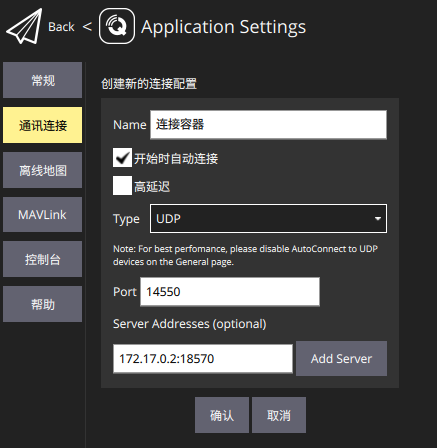 Back < Application Settings
常规
通讯连接
离线地图
MAVLink
控制台
帮助
创建新的连接配置
Name 连接容器
开始时自动连接
高延迟
Type UDP
Note: For best perfomance, please disable AutoConnect to UDP
devices on the General page.
Port 14550
Server Addresses (optional)
172.17.0.2:18570 Add Server
确认 取消